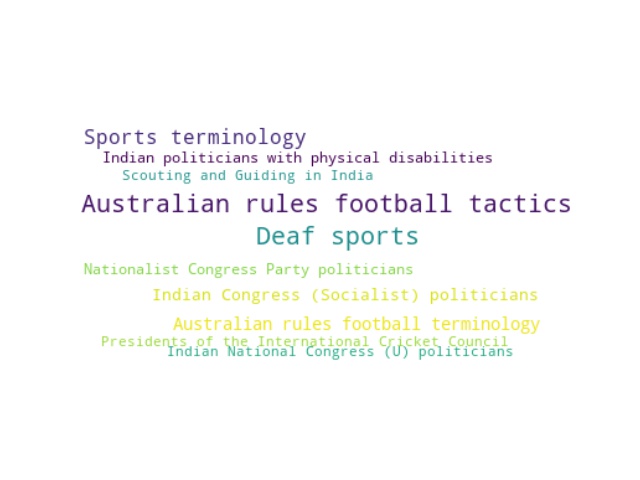 Sports terminology
Indian politicians with physical disabilities
Scouting and Guiding in India
Australian rules football tactics
Deaf sports
Nationalist Congress Party politicians
Indian Congress (Socialist) politicians
Australian rules football terminology
Presidents of the International Cricket Council
Indian National Congress (U) politicians